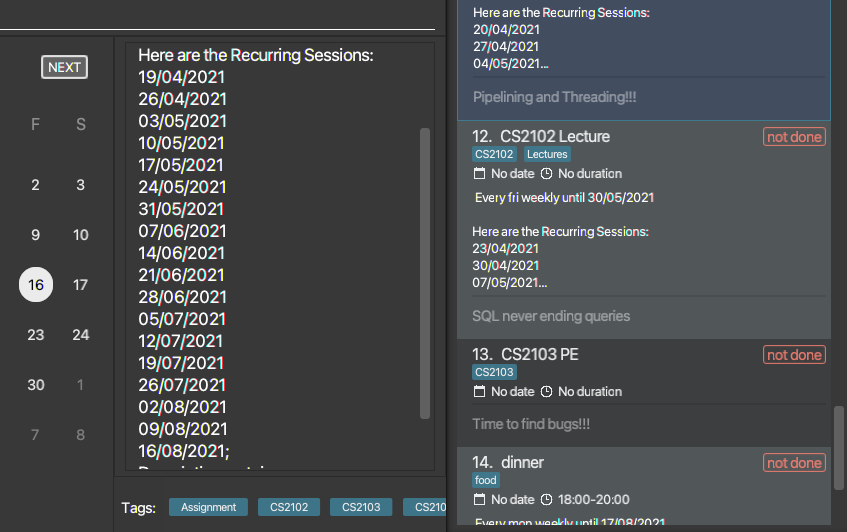 NEXT
F S
2 3
9 10
16 17
23 24
30 1
7 8
Here are the Recurring Sessions:
19/04/2021
26/04/2021
03/05/2021
10/05/2021
17/05/2021
24/05/2021
31/05/2021
07/06/2021
14/06/2021
21/06/2021
28/06/2021
05/07/2021
12/07/2021
19/07/2021
26/07/2021
02/08/2021
09/08/2021
16/08/2021;
Tags: Assignment CS2102 CS2103 CS210
Here are the Recurring Sessions:
20/04/2021
27/04/2021
04/05/2021...
Pipelining and Threading!!!
12. CS2102 Lecture not done
CS2102 Lectures
No date No duration
Every fri weekly until 30/05/2021
Here are the Recurring Sessions:
23/04/2021
30/04/2021
07/05/2021...
SQL never ending queries
13. CS2103 PE not done
CS2103
No date No duration
Time to find bugs!!!
14. dinner not done
food
No date 18:00-20:00
Every mon weekly until 17/08/2021